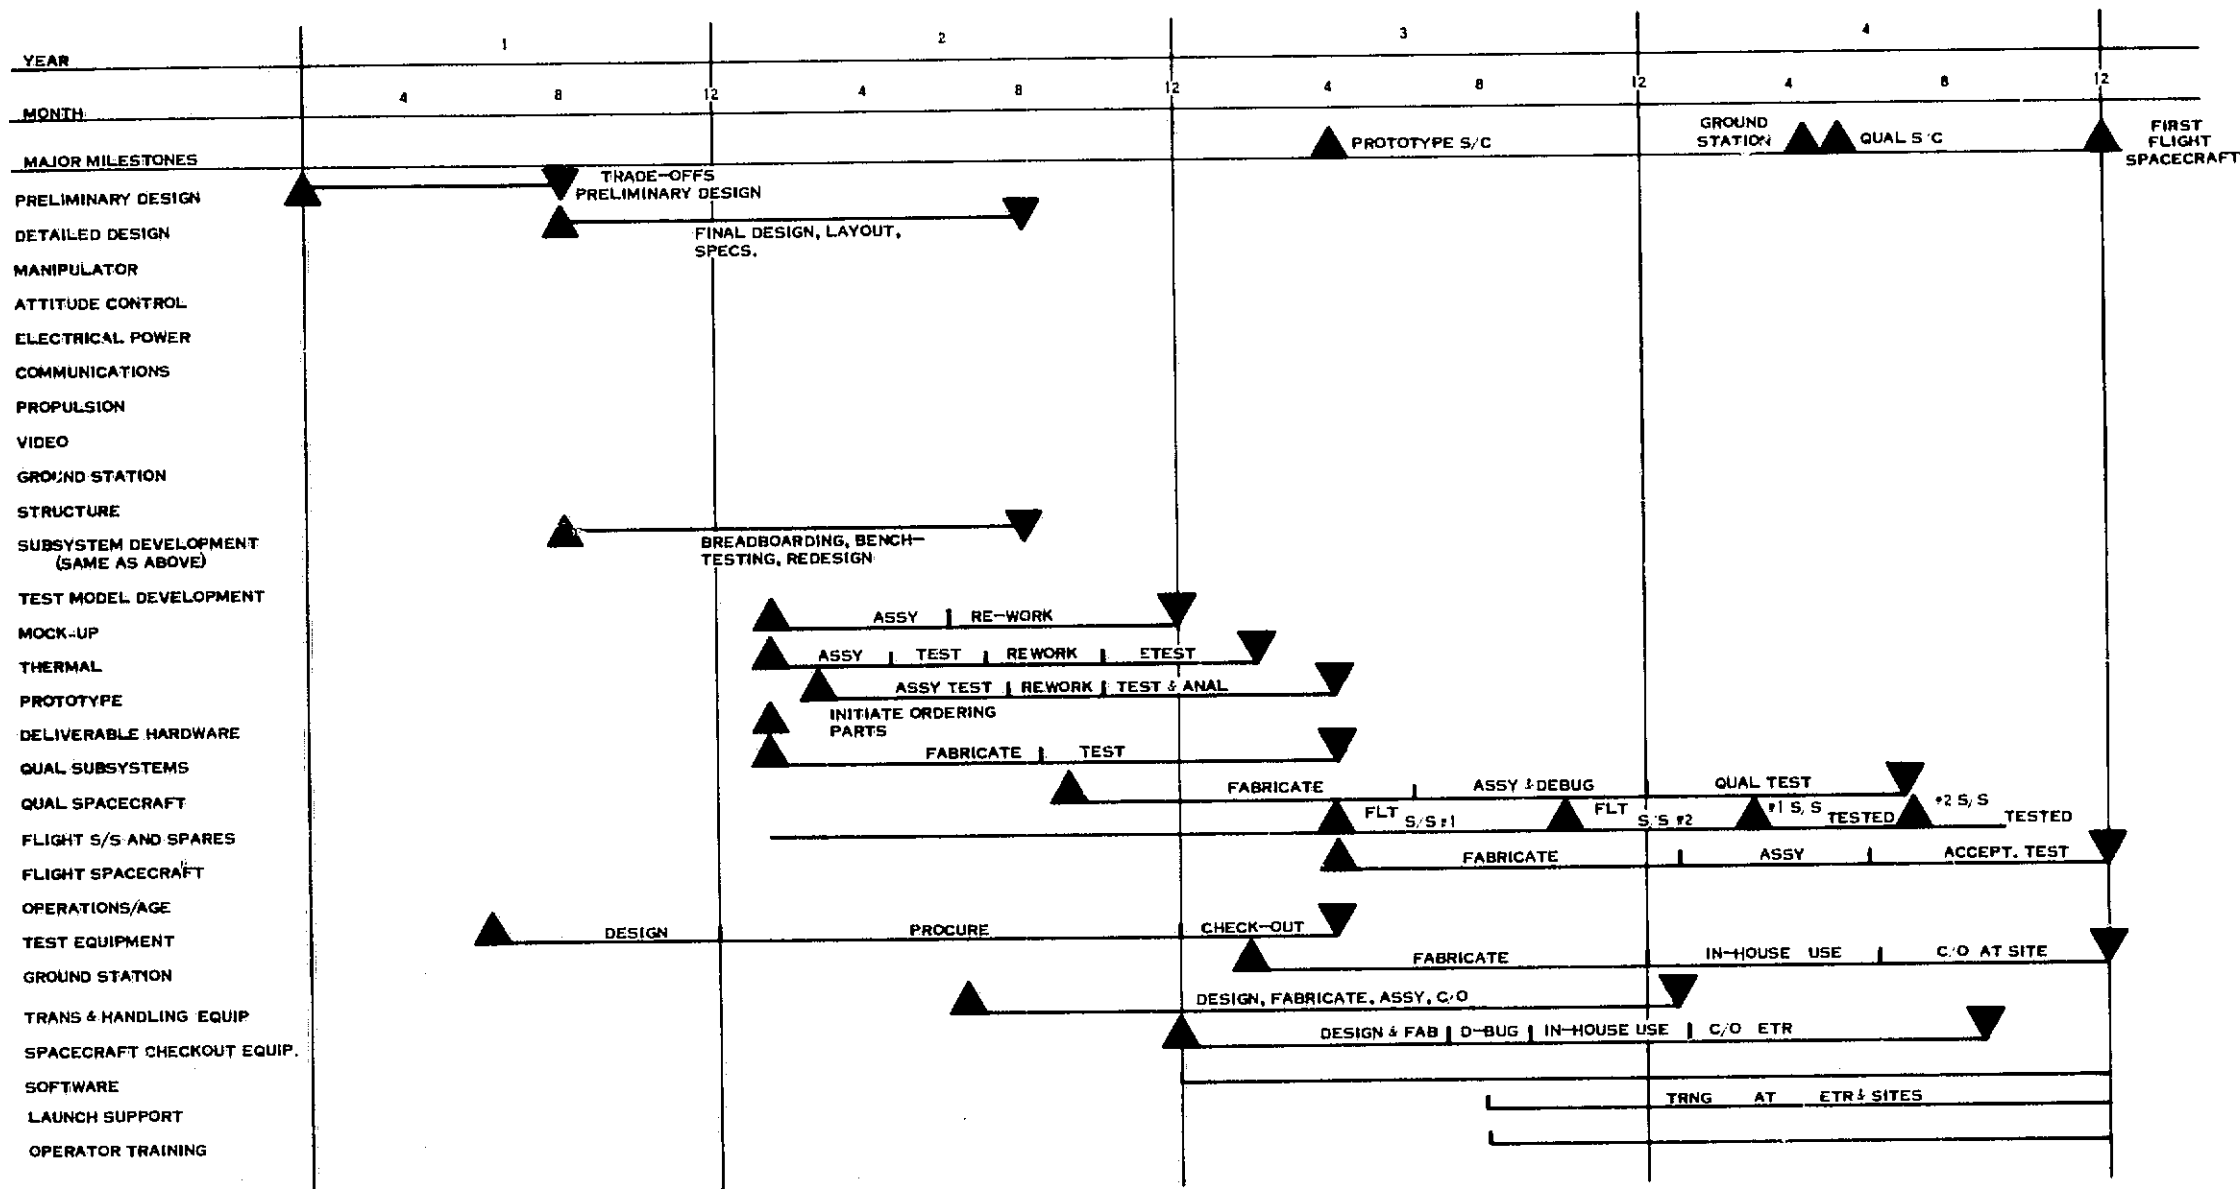 YEAR 1 2 3 4
MONTH 4 8 12 4 8 12 4 8 12 4 8 12
MAJOR MILESTONES PROTOTYPE S/C GROUND STATION QUAL S/C FIRST FLIGHT SPACECRAFT
PRELIMINARY DESIGN TRADE-OFFS
PRELIMINARY DESIGN
DETAILED DESIGN FINAL DESIGN, LAYOUT,
SPECS.
MANIPULATOR
ATTITUDE CONTROL
ELECTRICAL POWER
COMMUNICATIONS
PROPULSION
VIDEO
GROUND STATION
STRUCTURE
SUBSYSTEM DEVELOPMENT BREADBOARDING, BENCH-
(SAME AS ABOVE) TESTING, REDESIGN
TEST MODEL DEVELOPMENT
MOCK-UP ASSY RE-WORK
THERMAL ASSY TEST REWORK ETEST
PROTOTYPE ASSY TEST REWORK TEST & ANAL
DELIVERABLE HARDWARE INITIATE ORDERING
PARTS
QUAL SUBSYSTEMS FABRICATE TEST
QUAL SPACECRAFT FABRICATE ASSY & DEBUG QUAL TEST
FLIGHT S/S AND SPARES FLT S/S #1 FLT S/S #2 #1 S/S TESTED #2 S/S TESTED
FLIGHT SPACECRAFT FABRICATE ASSY ACCEPT. TEST
OPERATIONS/AGE
TEST EQUIPMENT DESIGN PROCURE CHECK-OUT
GROUND STATION FABRICATE IN-HOUSE USE C/O AT SITE
TRANS & HANDLING EQUIP DESIGN, FABRICATE, ASSY, C/O
SPACECRAFT CHECKOUT EQUIP. DESIGN & FAB D-BUG IN-HOUSE USE C/O ETR
SOFTWARE
LAUNCH SUPPORT TRNG AT ETR & SITES
OPERATOR TRAINING